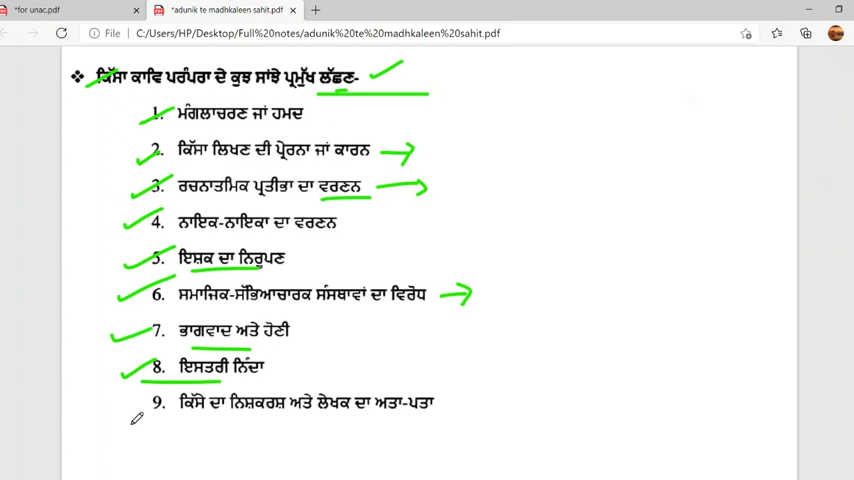 *for unac.pdf
*adunik te madhkaleen sahit.pdf
File
C:/Users/HP/Desktop/Full%20notes/adunik%20te%20madhkaleen%20sahit.pdf
❖ ਕਿੱਸਾ ਕਾਵਿ ਪਰੰਪਰਾ ਦੇ ਕੁਝ ਸਾਂਝੇ ਪ੍ਰਮੁੱਖ ਲੱਛਣ-
1. ਮੰਗਲਾਚਰਣ ਜਾਂ ਹਮਦ
2. ਕਿੱਸਾ ਲਿਖਣ ਦੀ ਪ੍ਰੇਰਨਾ ਜਾਂ ਕਾਰਨ
3. ਰਚਨਾਤਮਿਕ ਪ੍ਰਤੀਭਾ ਦਾ ਵਰਣਨ
4. ਨਾਇਕ-ਨਾਇਕਾ ਦਾ ਵਰਣਨ
5. ਇਸ਼ਕ ਦਾ ਨਿਰੂਪਣ
6. ਸਮਾਜਿਕ-ਸੱਭਿਆਚਾਰਕ ਸੰਸਥਾਵਾਂ ਦਾ ਵਿਰੋਧ
7. ਭਾਗਵਾਦ ਅਤੇ ਹੋਣੀ
8. ਇਸਤਰੀ ਨਿੰਦਾ
9. ਕਿੱਸੇ ਦਾ ਨਿਸ਼ਕਰਸ਼ ਅਤੇ ਲੇਖਕ ਦਾ ਅਤਾ-ਪਤਾ